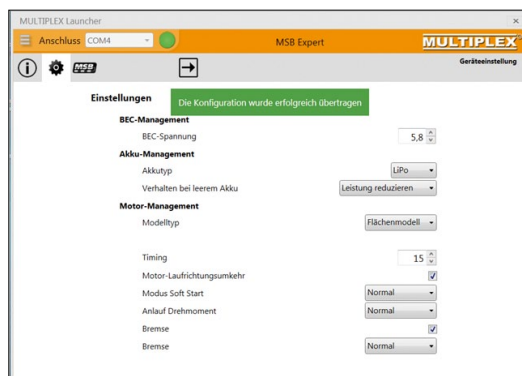 MULTIPLEX Launcher
Anschluss COM4 MSB Expert MULTIPLEX
MSB Geräteeinstellung
Einstellungen
Die Konfiguration wurde erfolgreich übertragen
BEC-Management
BEC-Spannung 5,8
Akku-Management
Akkutyp LiPo
Verhalten bei leerem Akku Leistung reduzieren
Motor-Management
Modelltyp Flächenmodell
Timing 15
Motor-Laufrichtungsumkehr
Modus Soft Start Normal
Anlauf Drehmoment Normal
Bremse
Bremse Normal